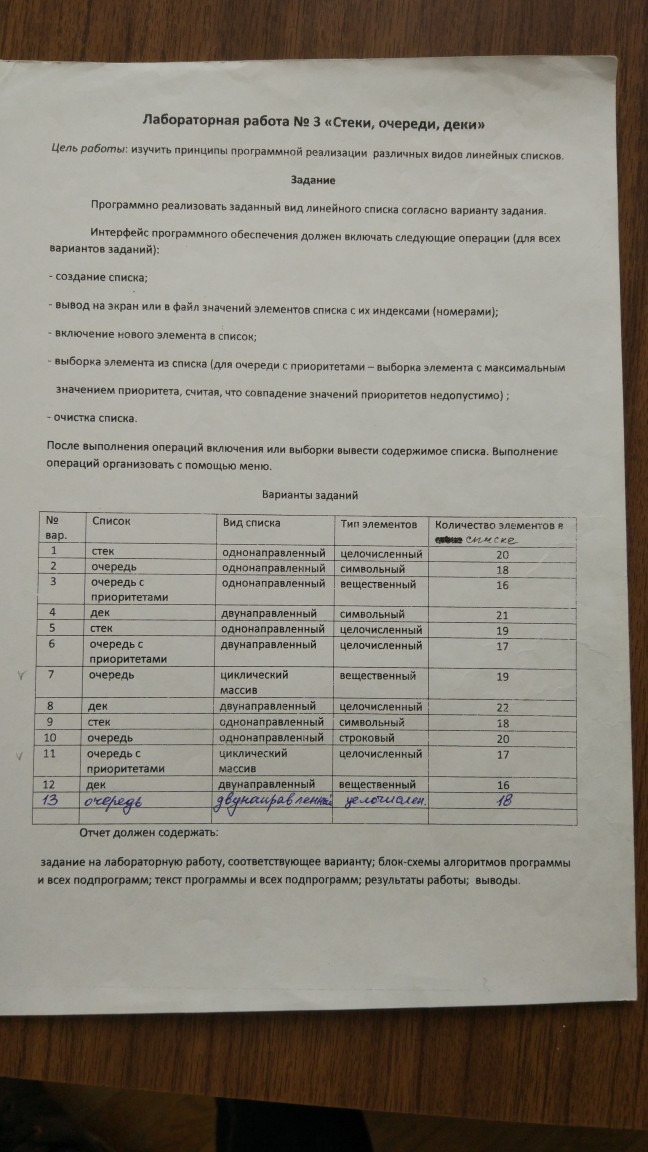 Лабораторная работа № 3 «Стеки, очереди, деки»
Цель работы: изучить принципы программной реализации различных видов линейных списков.
Задание
Программно реализовать заданный вид линейного списка согласно варианту задания.
Интерфейс программного обеспечения должен включать следующие операции (для всех
вариантов заданий):
- создание списка;
- вывод на экран или в файл значений элементов списка с их индексами (номерами);
- включение нового элемента в список;
- выборка элемента из списка (для очереди с приоритетами – выборка элемента с максимальным
значением приоритета, считая, что совпадение значений приоритетов недопустимо) ;
- очистка списка.
После выполнения операций включения или выборки вывести содержимое списка. Выполнение
операций организовать с помощью меню.
Варианты заданий
№ Список Вид списка Тип элементов Количество элементов в
вар. списке
1 стек однонаправленный целочисленный 20
2 очередь однонаправленный символьный 18
3 очередь с однонаправленный вещественный 16
приоритетами
4 дек двунаправленный символьный 21
5 стек однонаправленный целочисленный 19
6 очередь с двунаправленный целочисленный 17
приоритетами
7 очередь циклический вещественный 19
массив
8 дек двунаправленный целочисленный 22
9 стек однонаправленный символьный 18
10 очередь однонаправленный строковый 20
11 очередь с циклический целочисленный 17
приоритетами массив
12 дек двунаправленный вещественный 16
13 очередь двунаправленный целочислен. 18
Отчет должен содержать:
задание на лабораторную работу, соответствующее варианту; блок-схемы алгоритмов программы
и всех подпрограмм; текст программы и всех подпрограмм; результаты работы; выводы.